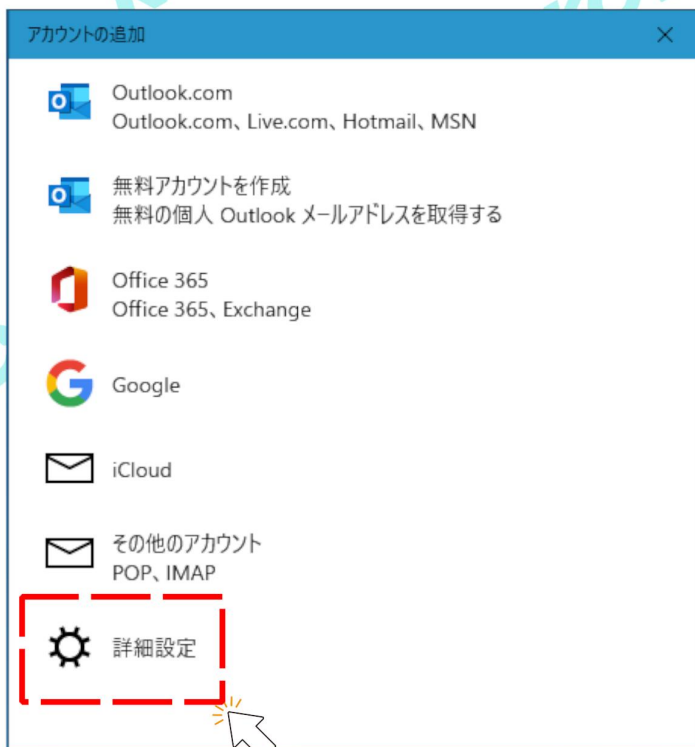 アカウントの追加
Outlook.com
Outlook.com、Live.com、Hotmail、MSN
無料アカウントを作成
無料の個人 Outlook メールアドレスを取得する
Office 365
Office 365、Exchange
Google
iCloud
その他のアカウント
POP、IMAP
詳細設定